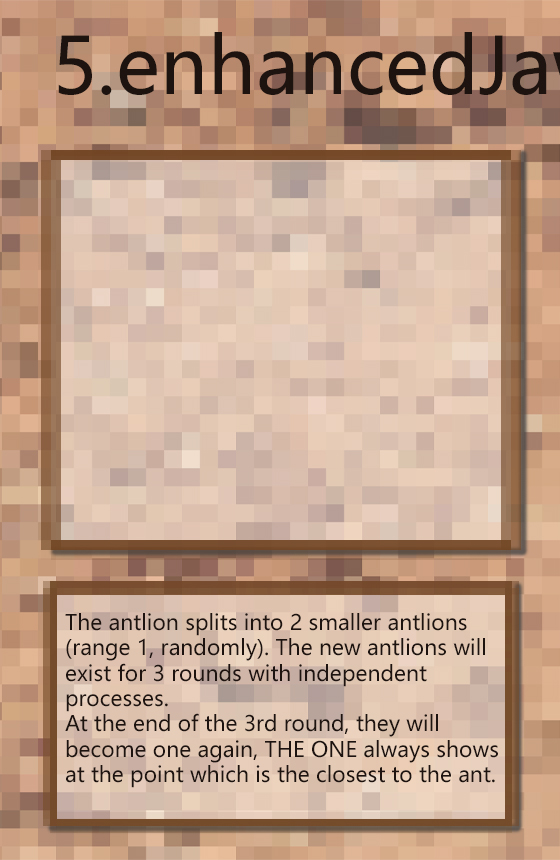 5.enhancedJa
The antlion splits into 2 smaller antlions
(range 1, randomly). The new antlions will
exist for 3 rounds with independent
processes.
At the end of the 3rd round, they will
become one again, THE ONE always shows
at the point which is the closest to the ant.